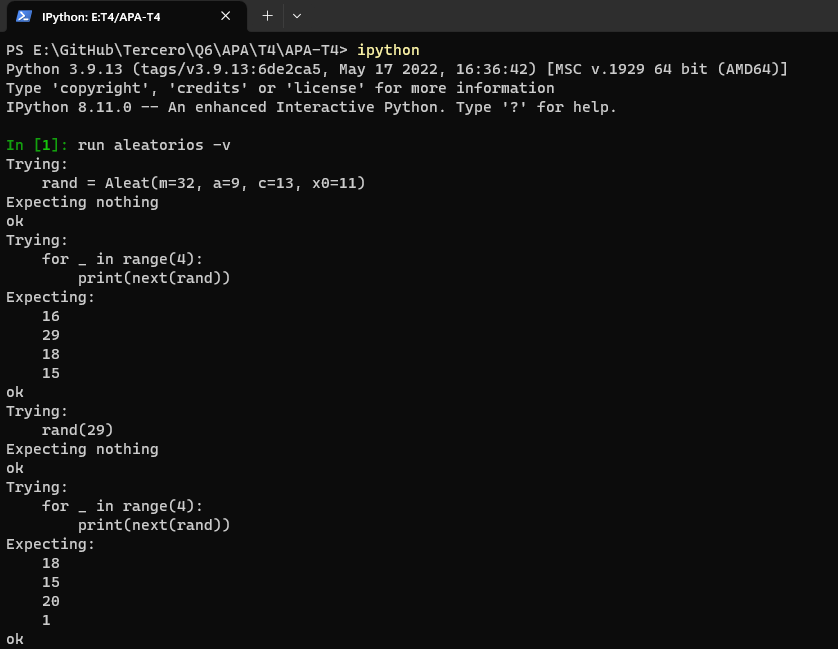 IPython: E:T4/APA-T4
PS E:\GitHub\Tercero\Q6\APA\T4\APA-T4> ipython
Python 3.9.13 (tags/v3.9.13:6de2ca5, May 17 2022, 16:36:42) [MSC v.1929 64 bit (AMD64)]
Type 'copyright', 'credits' or 'license' for more information
IPython 8.11.0 -- An enhanced Interactive Python. Type '?' for help.
In [1]: run aleatorios -v
Trying:
    rand = Aleat(m=32, a=9, c=13, x0=11)
Expecting nothing
ok
Trying:
    for _ in range(4):
        print(next(rand))
Expecting:
    16
    29
    18
    15
ok
Trying:
    rand(29)
Expecting nothing
ok
Trying:
    for _ in range(4):
        print(next(rand))
Expecting:
    18
    15
    20
    1
ok